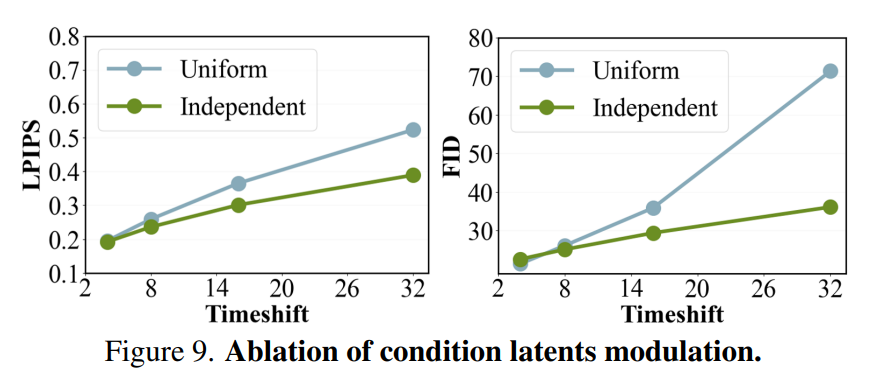 0.8
0.7
0.6
0.5
0.4
0.3
0.2
0.1
LPIPS
Uniform
Independent
2 8 14 20 26 32
Timeshift
80
70
60
50
40
30
FID
Uniform
Independent
2 8 14 20 26 32
Timeshift
Figure 9. Ablation of condition latents modulation.